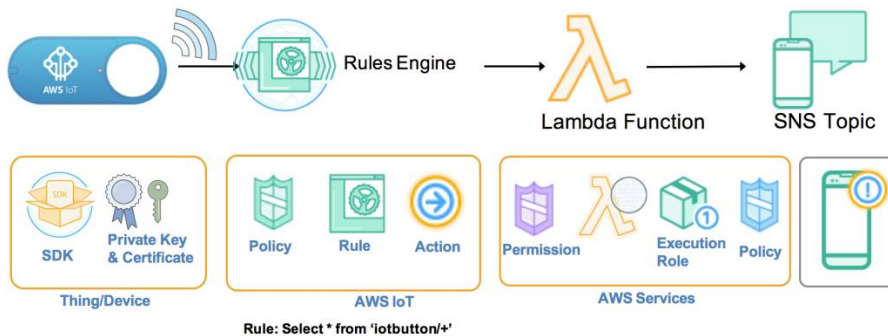 AWS IoT
Rules Engine
Lambda Function
SNS Topic
SDK
SDK
Private Key
& Certificate
Thing/Device
Policy
Rule
Action
AWS IoT
Permission
Execution
Role
1
Policy
AWS Services
!
Rule: Select * from ‘iotbutton/+’